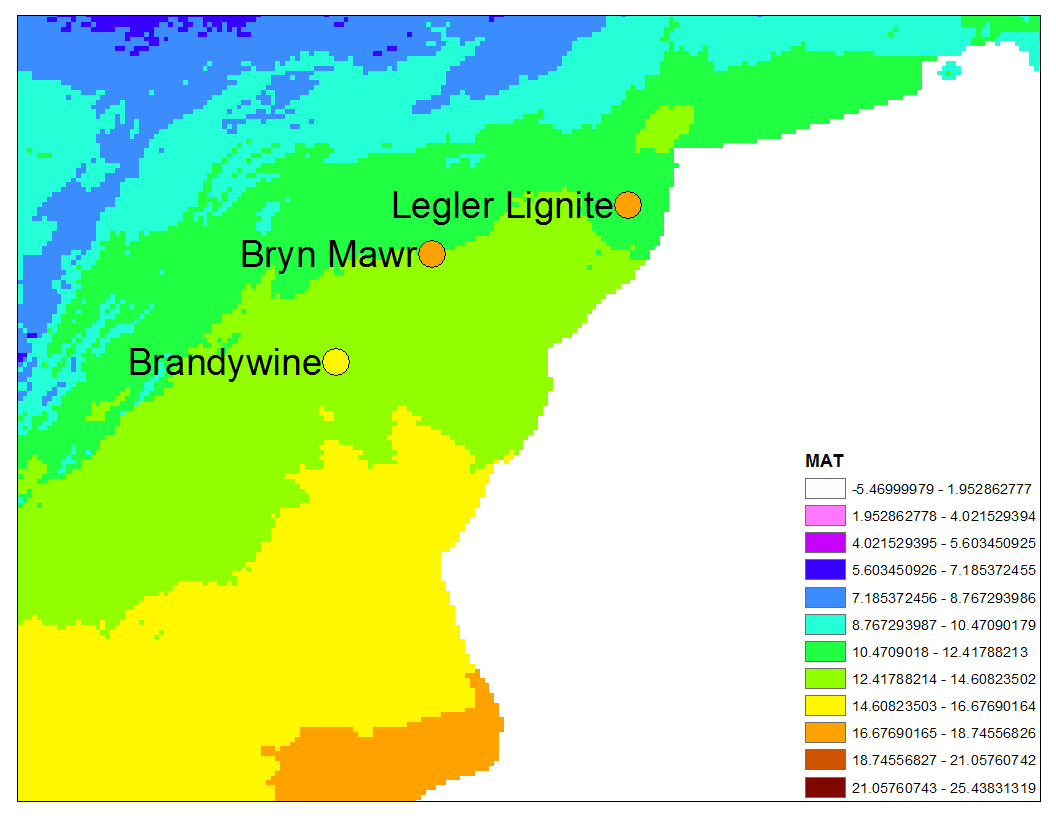 Legler Lignite
Bryn Mawr
Brandywine
MAT
-5.46999979 - 1.952862777
1.952862778 - 4.021529394
4.021529395 - 5.603450925
5.603450926 - 7.185372455
7.185372456 - 8.767293986
8.767293987 - 10.47090179
10.4709018 - 12.41788213
12.41788214 - 14.60823502
14.60823503 - 16.67690164
16.67690165 - 18.74556826
18.74556827 - 21.05760742
21.05760743 - 25.43831319